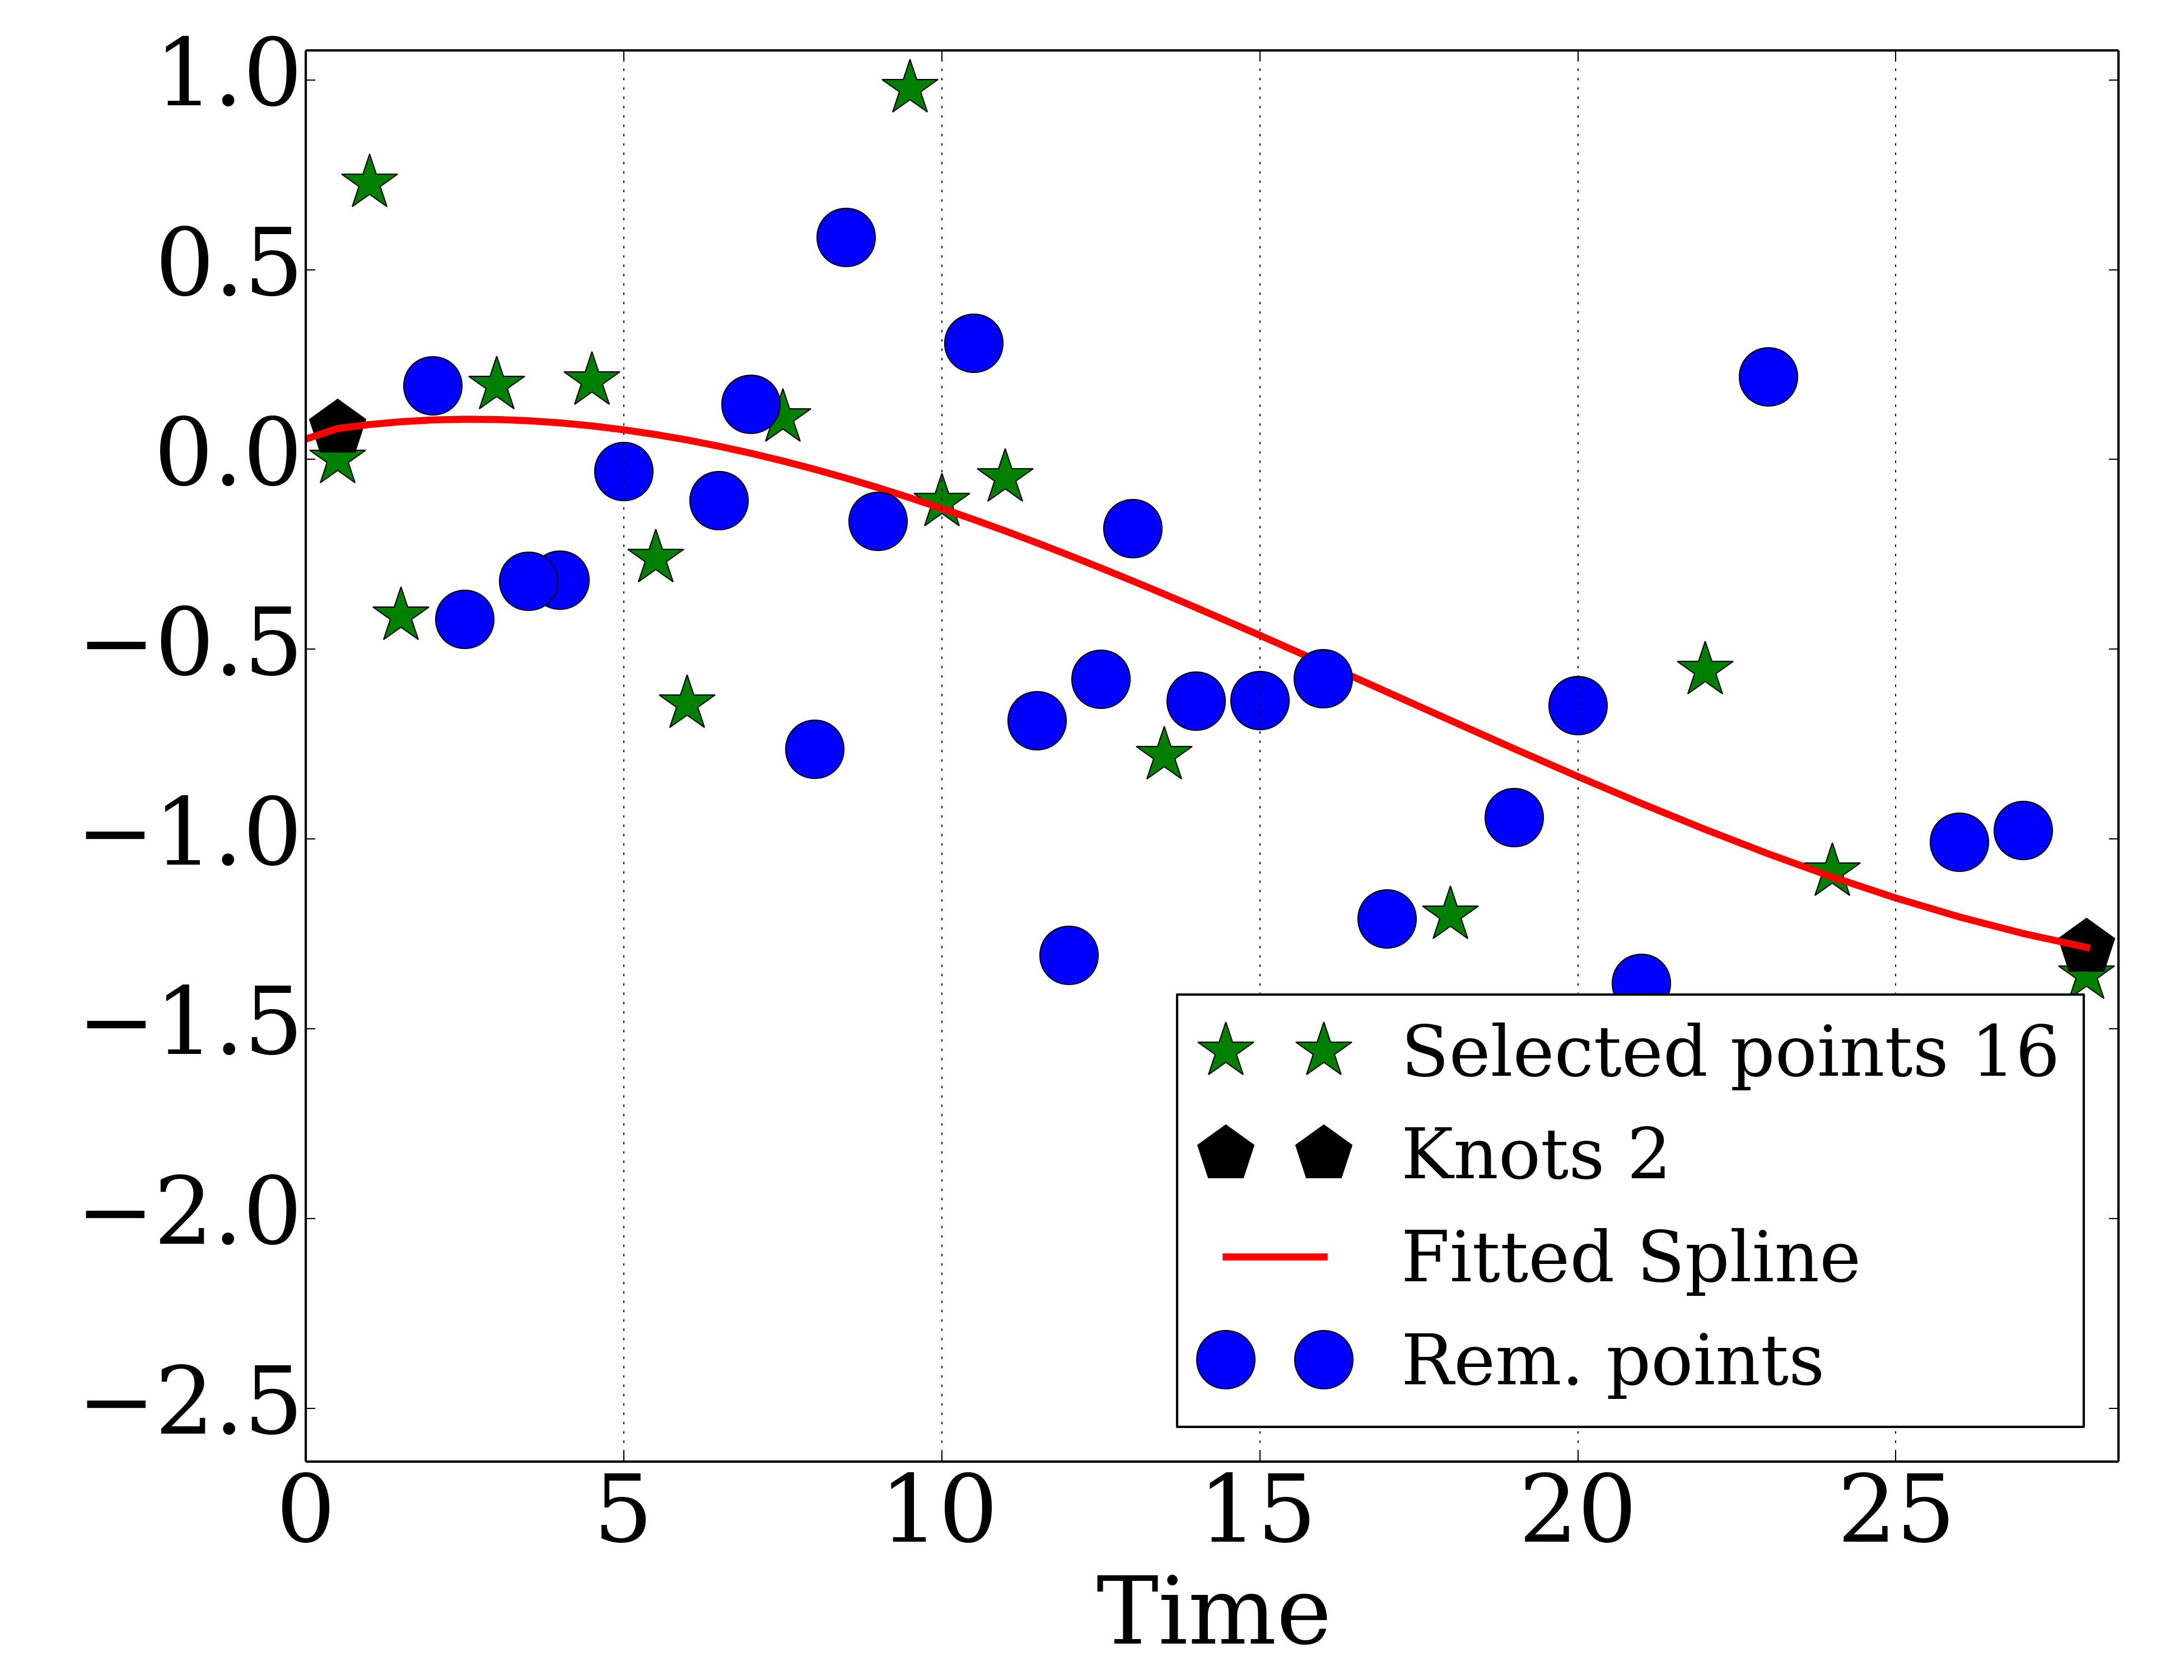 1.0
0.5
0.0
−0.5
−1.0
−1.5
−2.0
−2.5
Selected points 16
Knots 2
Fitted Spline
Rem. points
0 5 10 15 20 25
Time